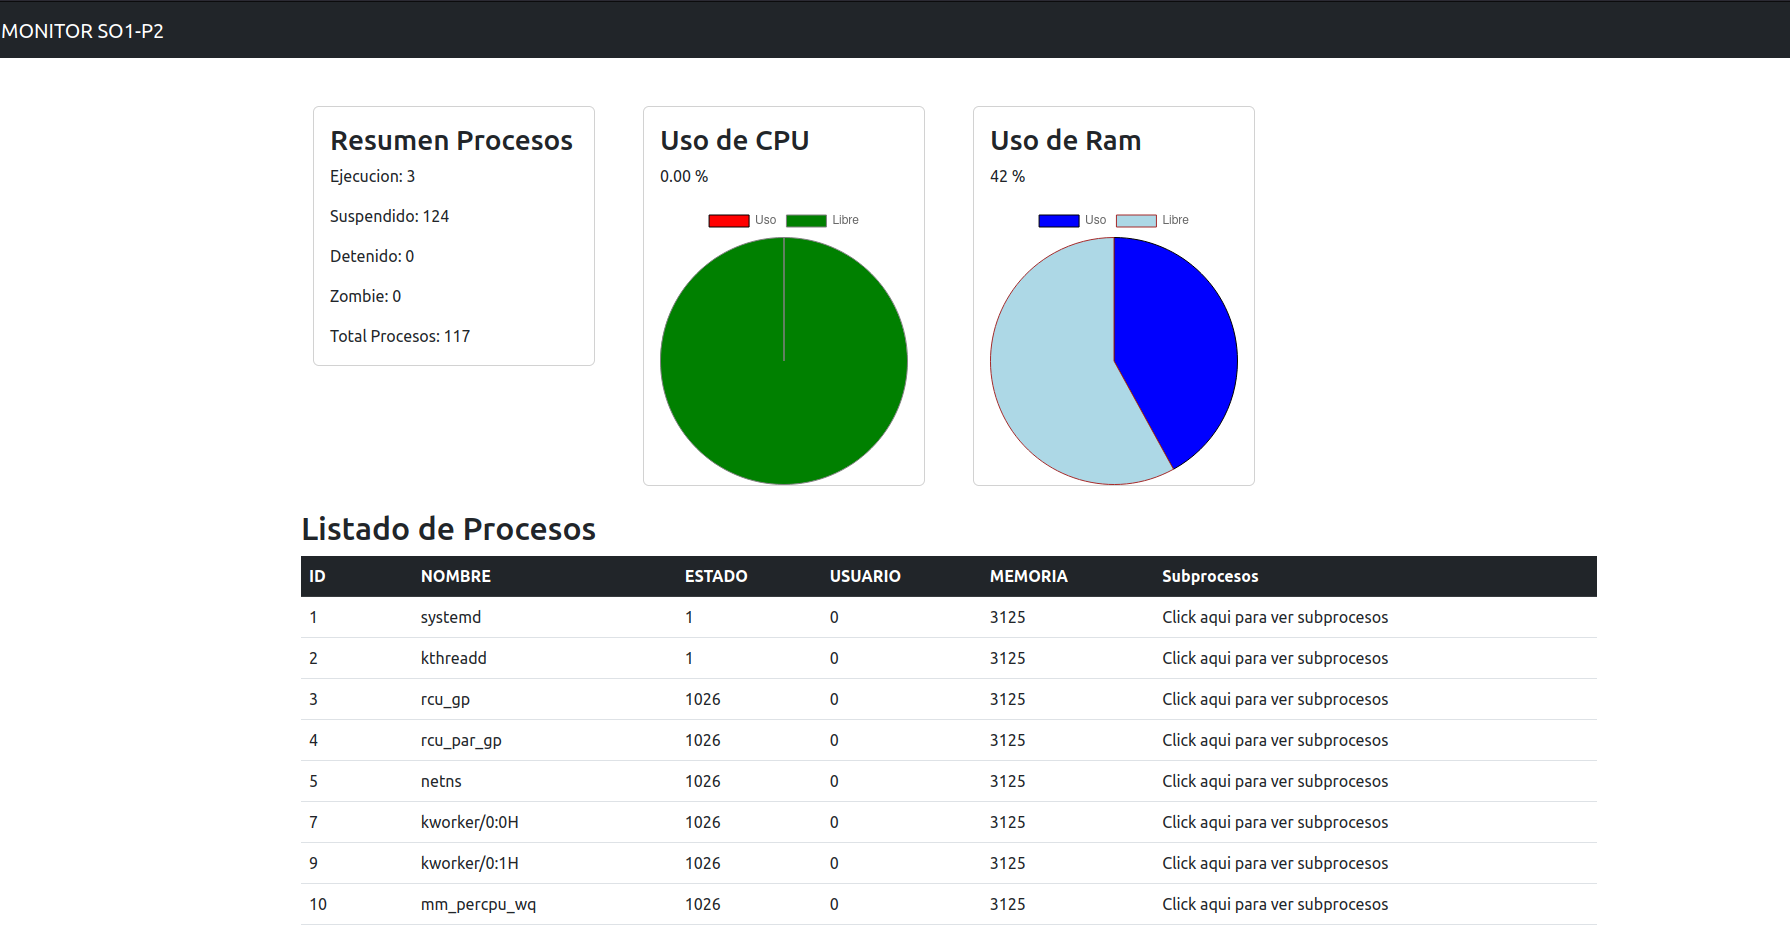 MONITOR SO1-P2
Resumen Procesos
Ejecucion: 3
Suspendido: 124
Detenido: 0
Zombie: 0
Total Procesos: 117
Uso de CPU
0.00 %
Uso Libre
Uso de Ram
42 %
Uso Libre
Listado de Procesos
ID NOMBRE ESTADO USUARIO MEMORIA Subprocesos
1 systemd 1 0 3125 Click aqui para ver subprocesos
2 kthreadd 1 0 3125 Click aqui para ver subprocesos
3 rcu_gp 1026 0 3125 Click aqui para ver subprocesos
4 rcu_par_gp 1026 0 3125 Click aqui para ver subprocesos
5 netns 1026 0 3125 Click aqui para ver subprocesos
7 kworker/0:0H 1026 0 3125 Click aqui para ver subprocesos
9 kworker/0:1H 1026 0 3125 Click aqui para ver subprocesos
10 mm_percpu_wq 1026 0 3125 Click aqui para ver subprocesos